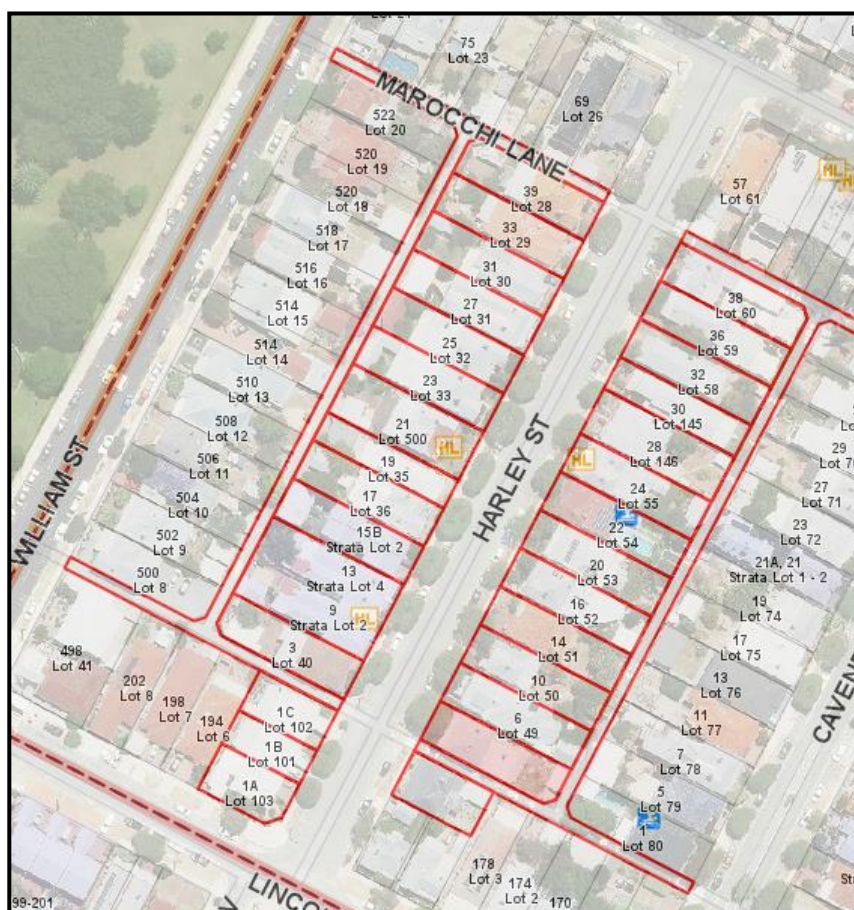 75
Lot 23
MAROCCHI LANE
69
Lot 26
522
Lot 20
520
Lot 19
520
Lot 18
518
Lot 17
516
Lot 16
514
Lot 15
514
Lot 14
510
Lot 13
508
Lot 12
506
Lot 11
504
Lot 10
502
Lot 9
500
Lot 8
WILLIAM ST
498
Lot 41
202
Lot 8
198
Lot 7
194
Lot 6
39
Lot 28
33
Lot 29
31
Lot 30
27
Lot 31
25
Lot 32
23
Lot 33
21
Lot 500
HL
19
Lot 35
17
Lot 36
15B
Strata Lot 2
13
Strata Lot 4
9
Strata Lot 2
HL
3
Lot 40
1C
Lot 102
1B
Lot 101
1A
Lot 103
HARLEY ST
57
Lot 61
HL
38
Lot 60
36
Lot 59
32
Lot 58
30
Lot 145
28
Lot 146
HL
24
Lot 55
22
Lot 54
20
Lot 53
16
Lot 52
14
Lot 51
10
Lot 50
6
Lot 49
29
27
Lot 71
23
Lot 72
21A, 21
Strata Lot 1 - 2
19
Lot 74
17
Lot 75
13
Lot 76
11
Lot 77
7
Lot 78
5
Lot 79
1
Lot 80
CAVEN
178
Lot 3
174
Lot 2
170
LINCO
99-201